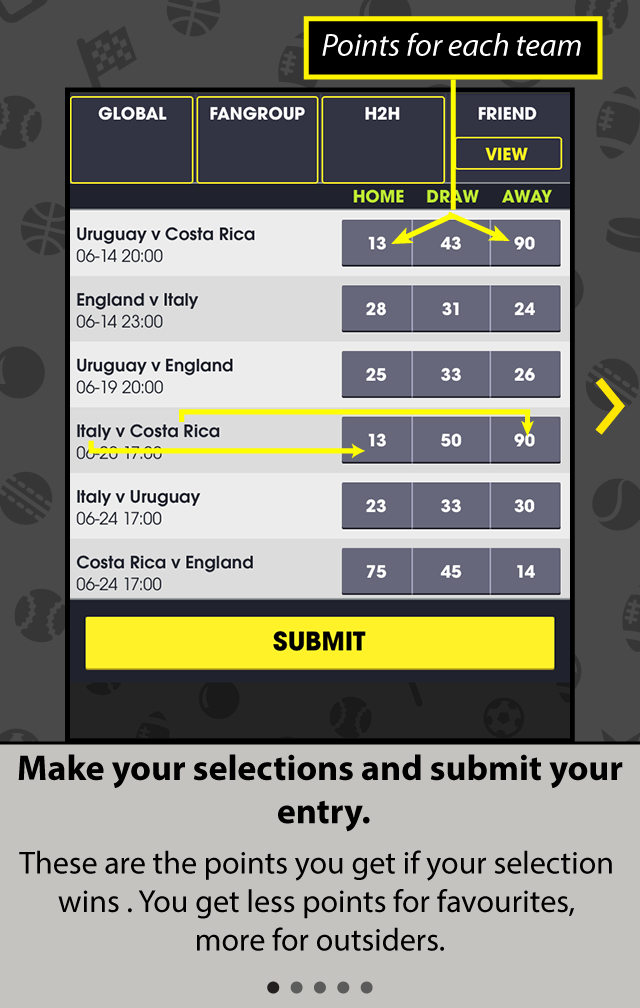 Points for each team
GLOBAL FANGROUP H2H FRIEND
VIEW
HOME DRAW AWAY
Uruguay v Costa Rica
06-14 20:00
13 43 90
England v Italy
06-14 23:00
28 31 24
Uruguay v England
06-19 20:00
25 33 26
Italy v Costa Rica
06-20 17:00
13 50 90
Italy v Uruguay
06-24 17:00
23 33 30
Costa Rica v England
06-24 17:00
75 45 14
SUBMIT
Make your selections and submit your
entry.
These are the points you get if your selection
wins . You get less points for favourites,
more for outsiders.